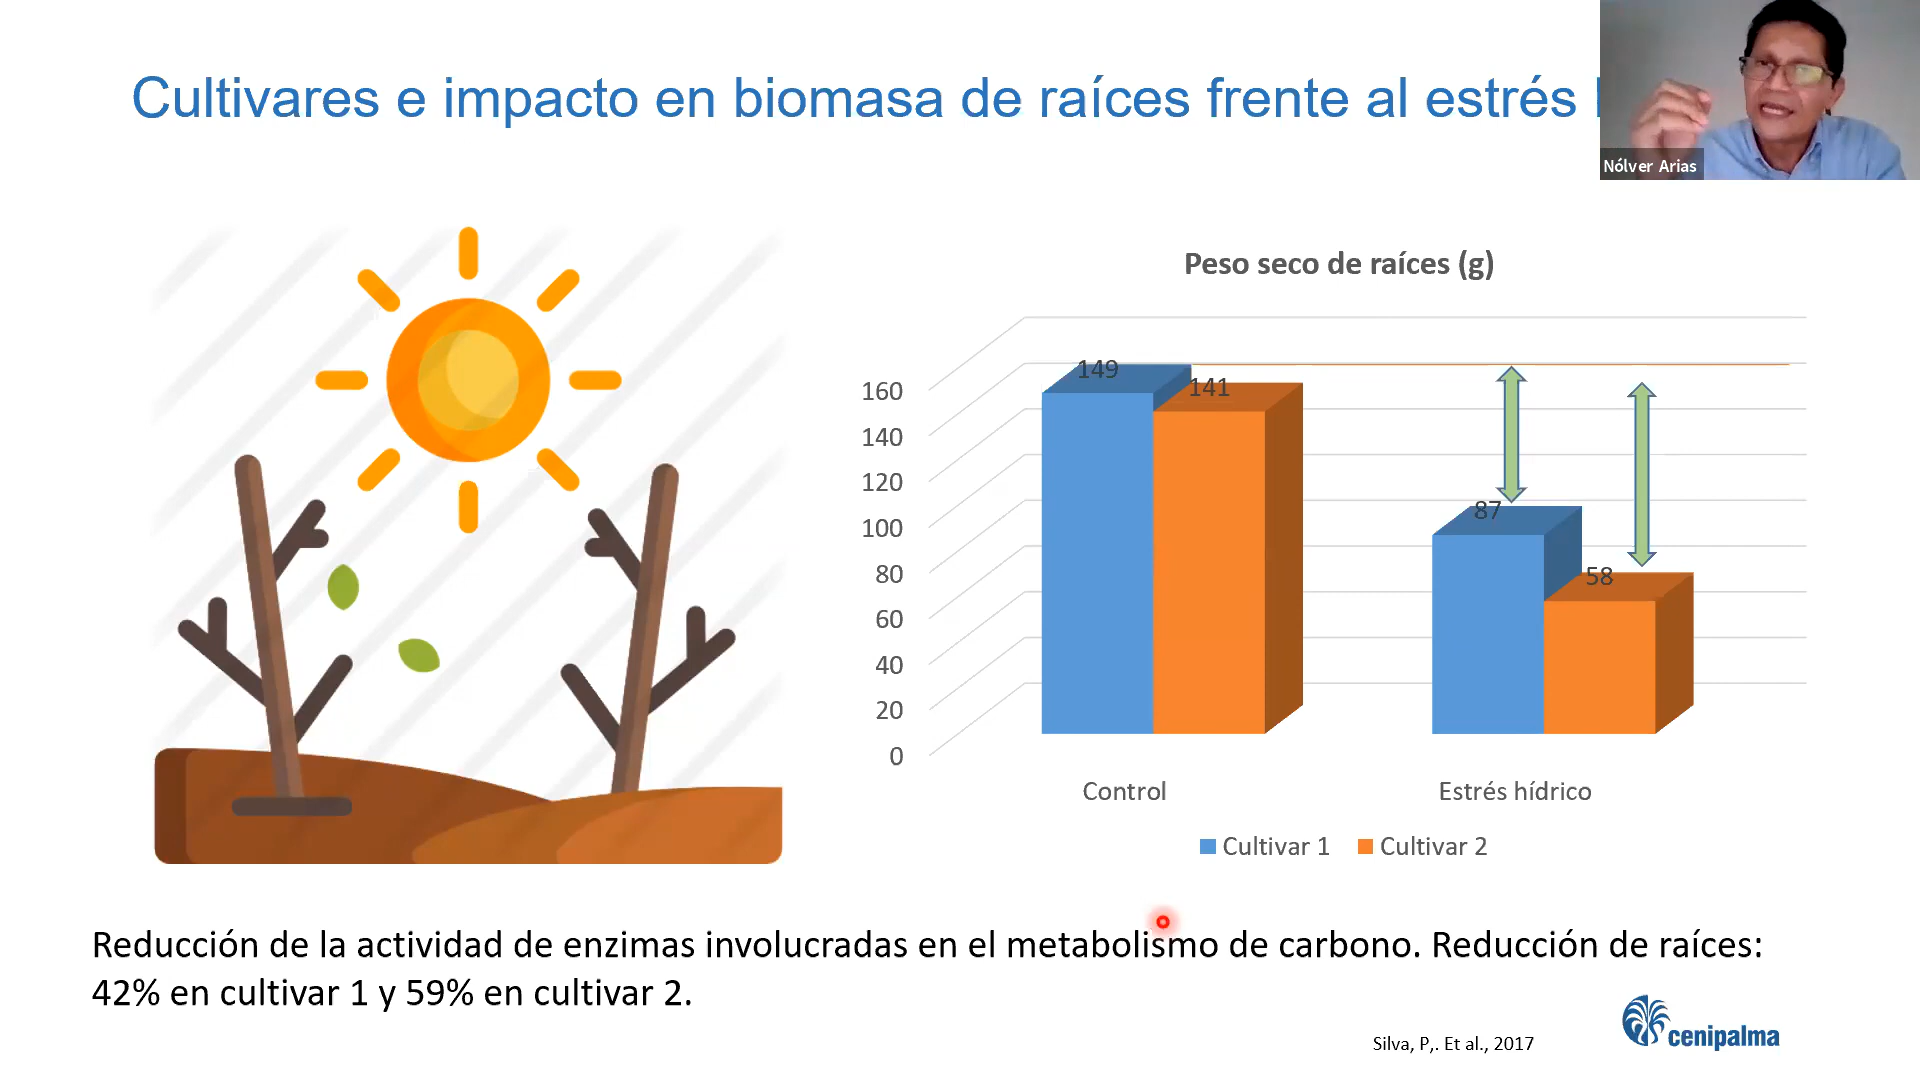 Cultivares e impacto en biomasa de raíces frente al estrés
Nólver Arias
Peso seco de raíces (g)
160
140
120
100
80
60
40
20
0
149
141
87
58
Control
Estrés hídrico
Cultivar 1
Cultivar 2
Reducción de la actividad de enzimas involucradas en el metabolismo de carbono. Reducción de raíces:
42% en cultivar 1 y 59% en cultivar 2.
Silva, P,. Et al., 2017
cenipalma